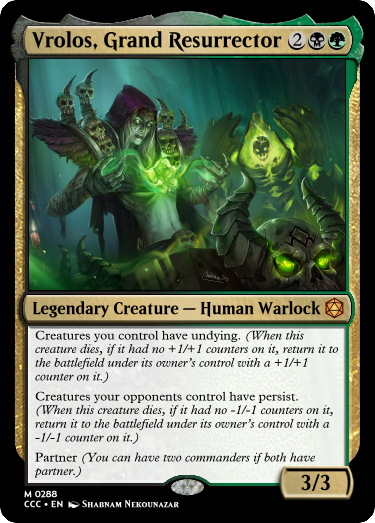 Vrolos, Grand Resurrector 2
Legendary Creature — Human Warlock
Creatures you control have undying. (When this
creature dies, if it had no +1/+1 counters on it, return it to
the battlefield under its owner's control with a +1/+1
counter on it.)
Creatures your opponents control have persist.
(When this creature dies, if it had no -1/-1 counters on it,
return it to the battlefield under its owner's control with a
-1/-1 counter on it.)
Partner (You can have two commanders if both have
partner.)
3/3
M 0288
CCC • EN Shabnam Nekounazar